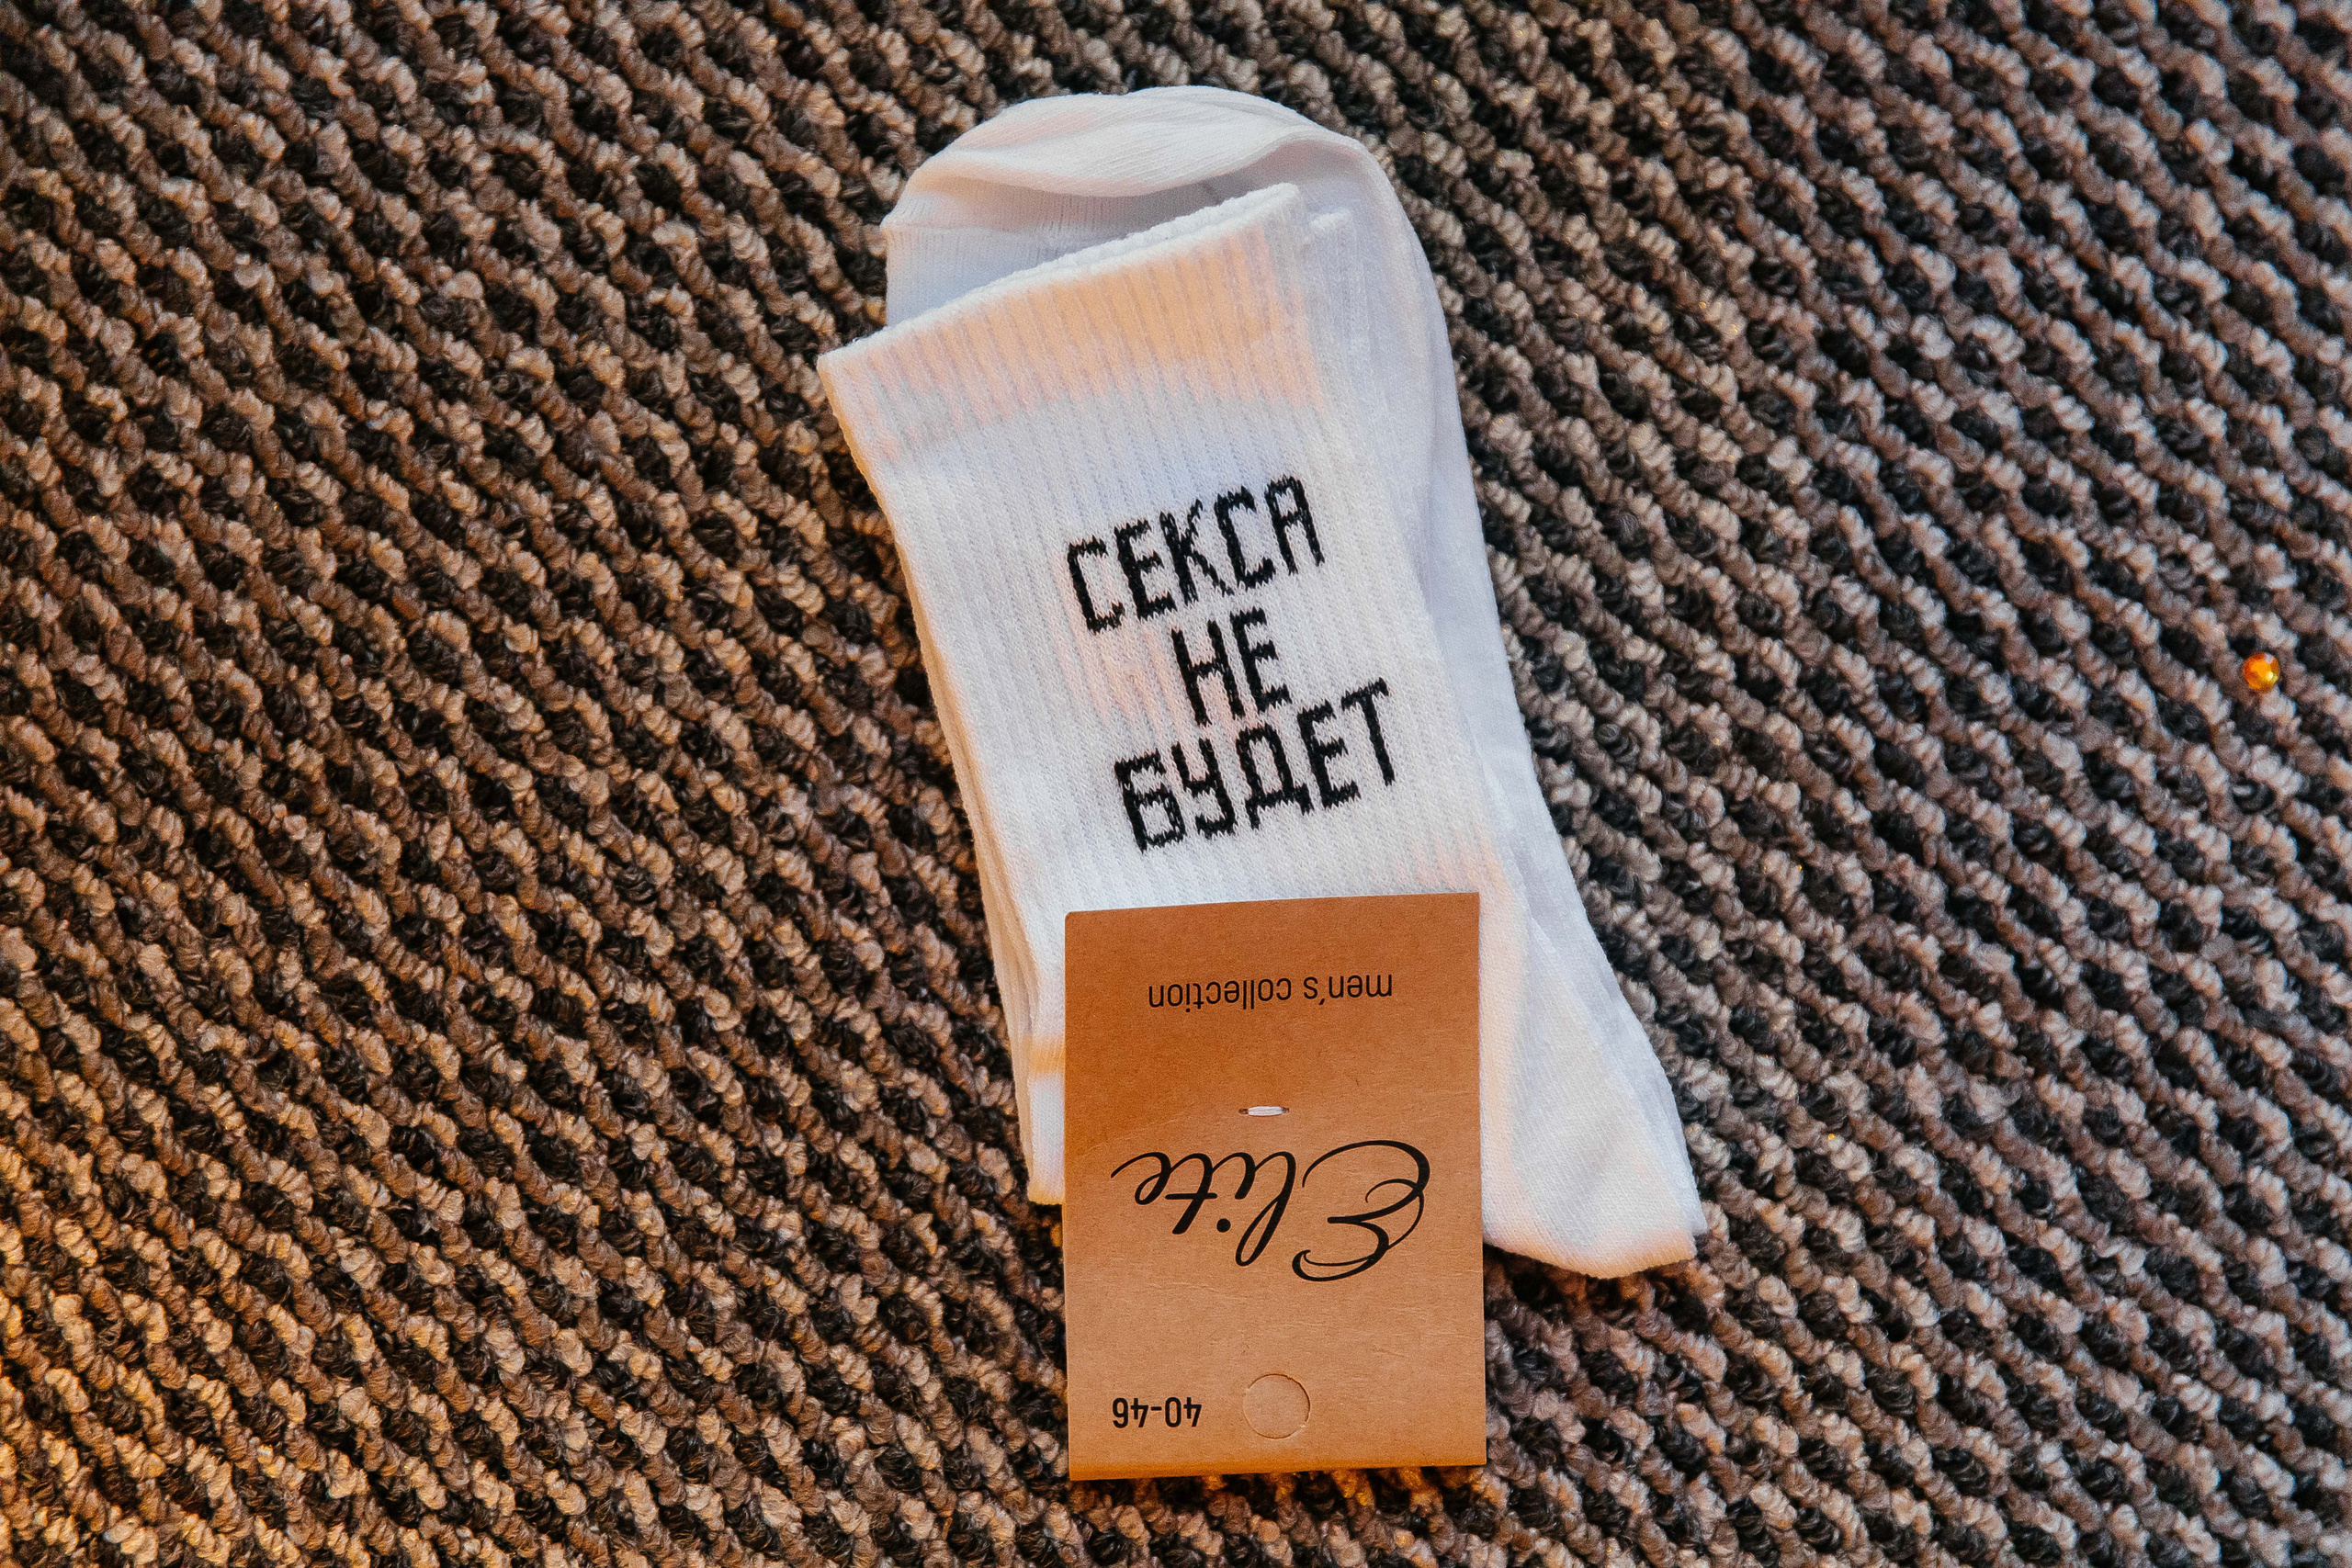 СЕКСА
НЕ
БУДЕТ
men's collection
Elite
40-46